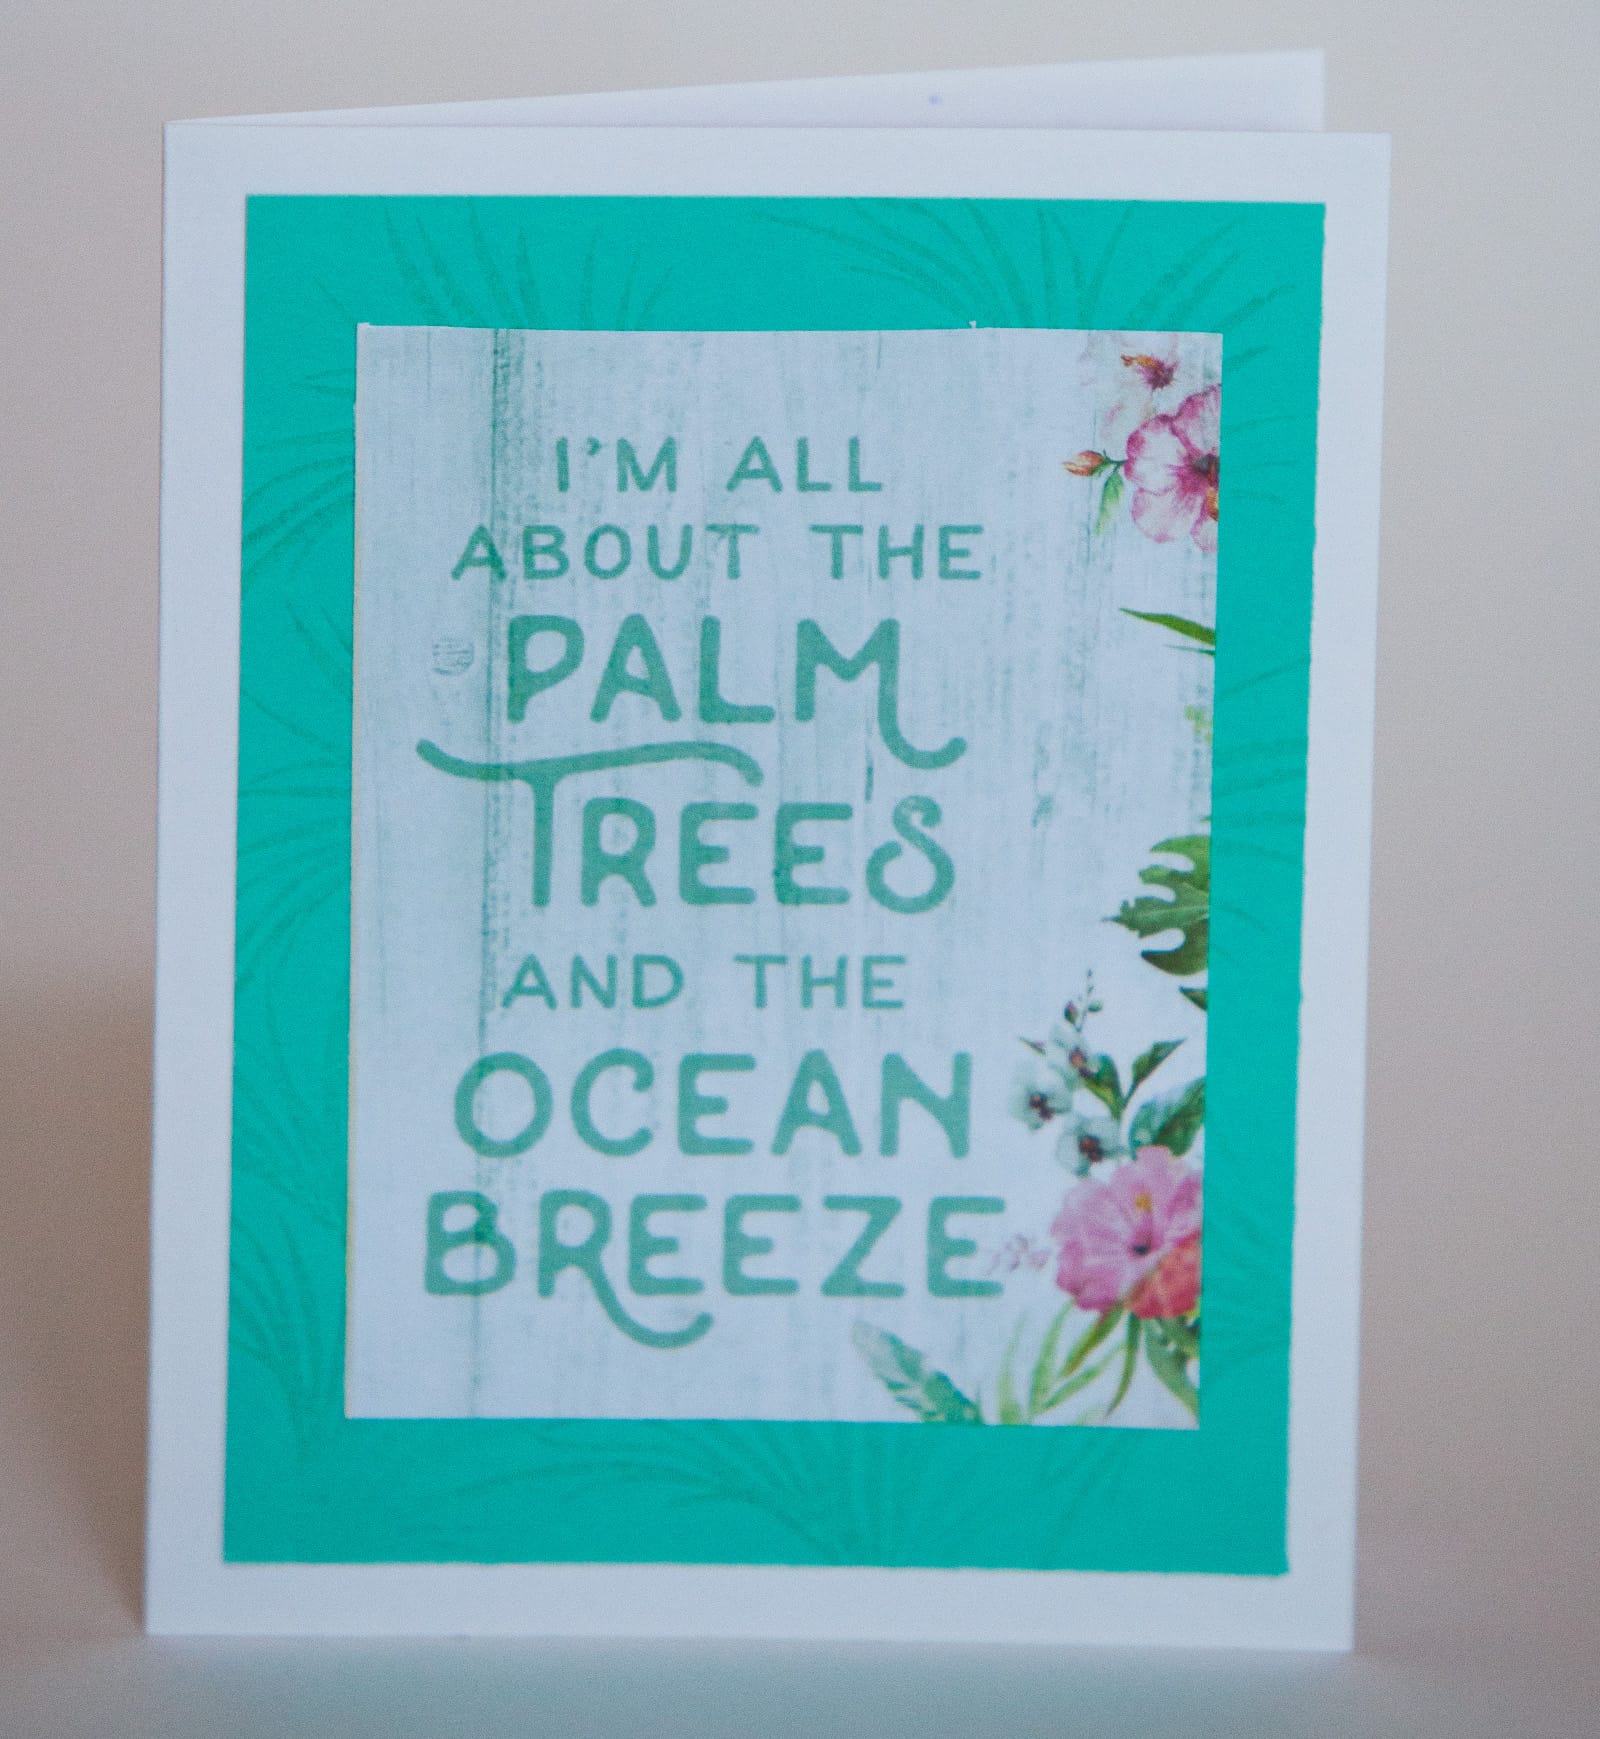 I'M ALL
ABOUT THE
PALM
TREES
AND THE
OCEAN
BREEZE